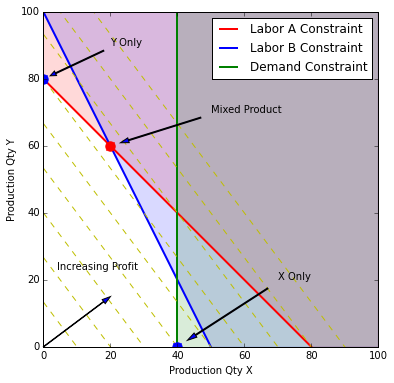 100
80
60
40
20
0
0
20
40
60
80
100
Production Qty Y
Production Qty X
Labor A Constraint
Labor B Constraint
Demand Constraint
Y Only
Mixed Product
X Only
Increasing Profit